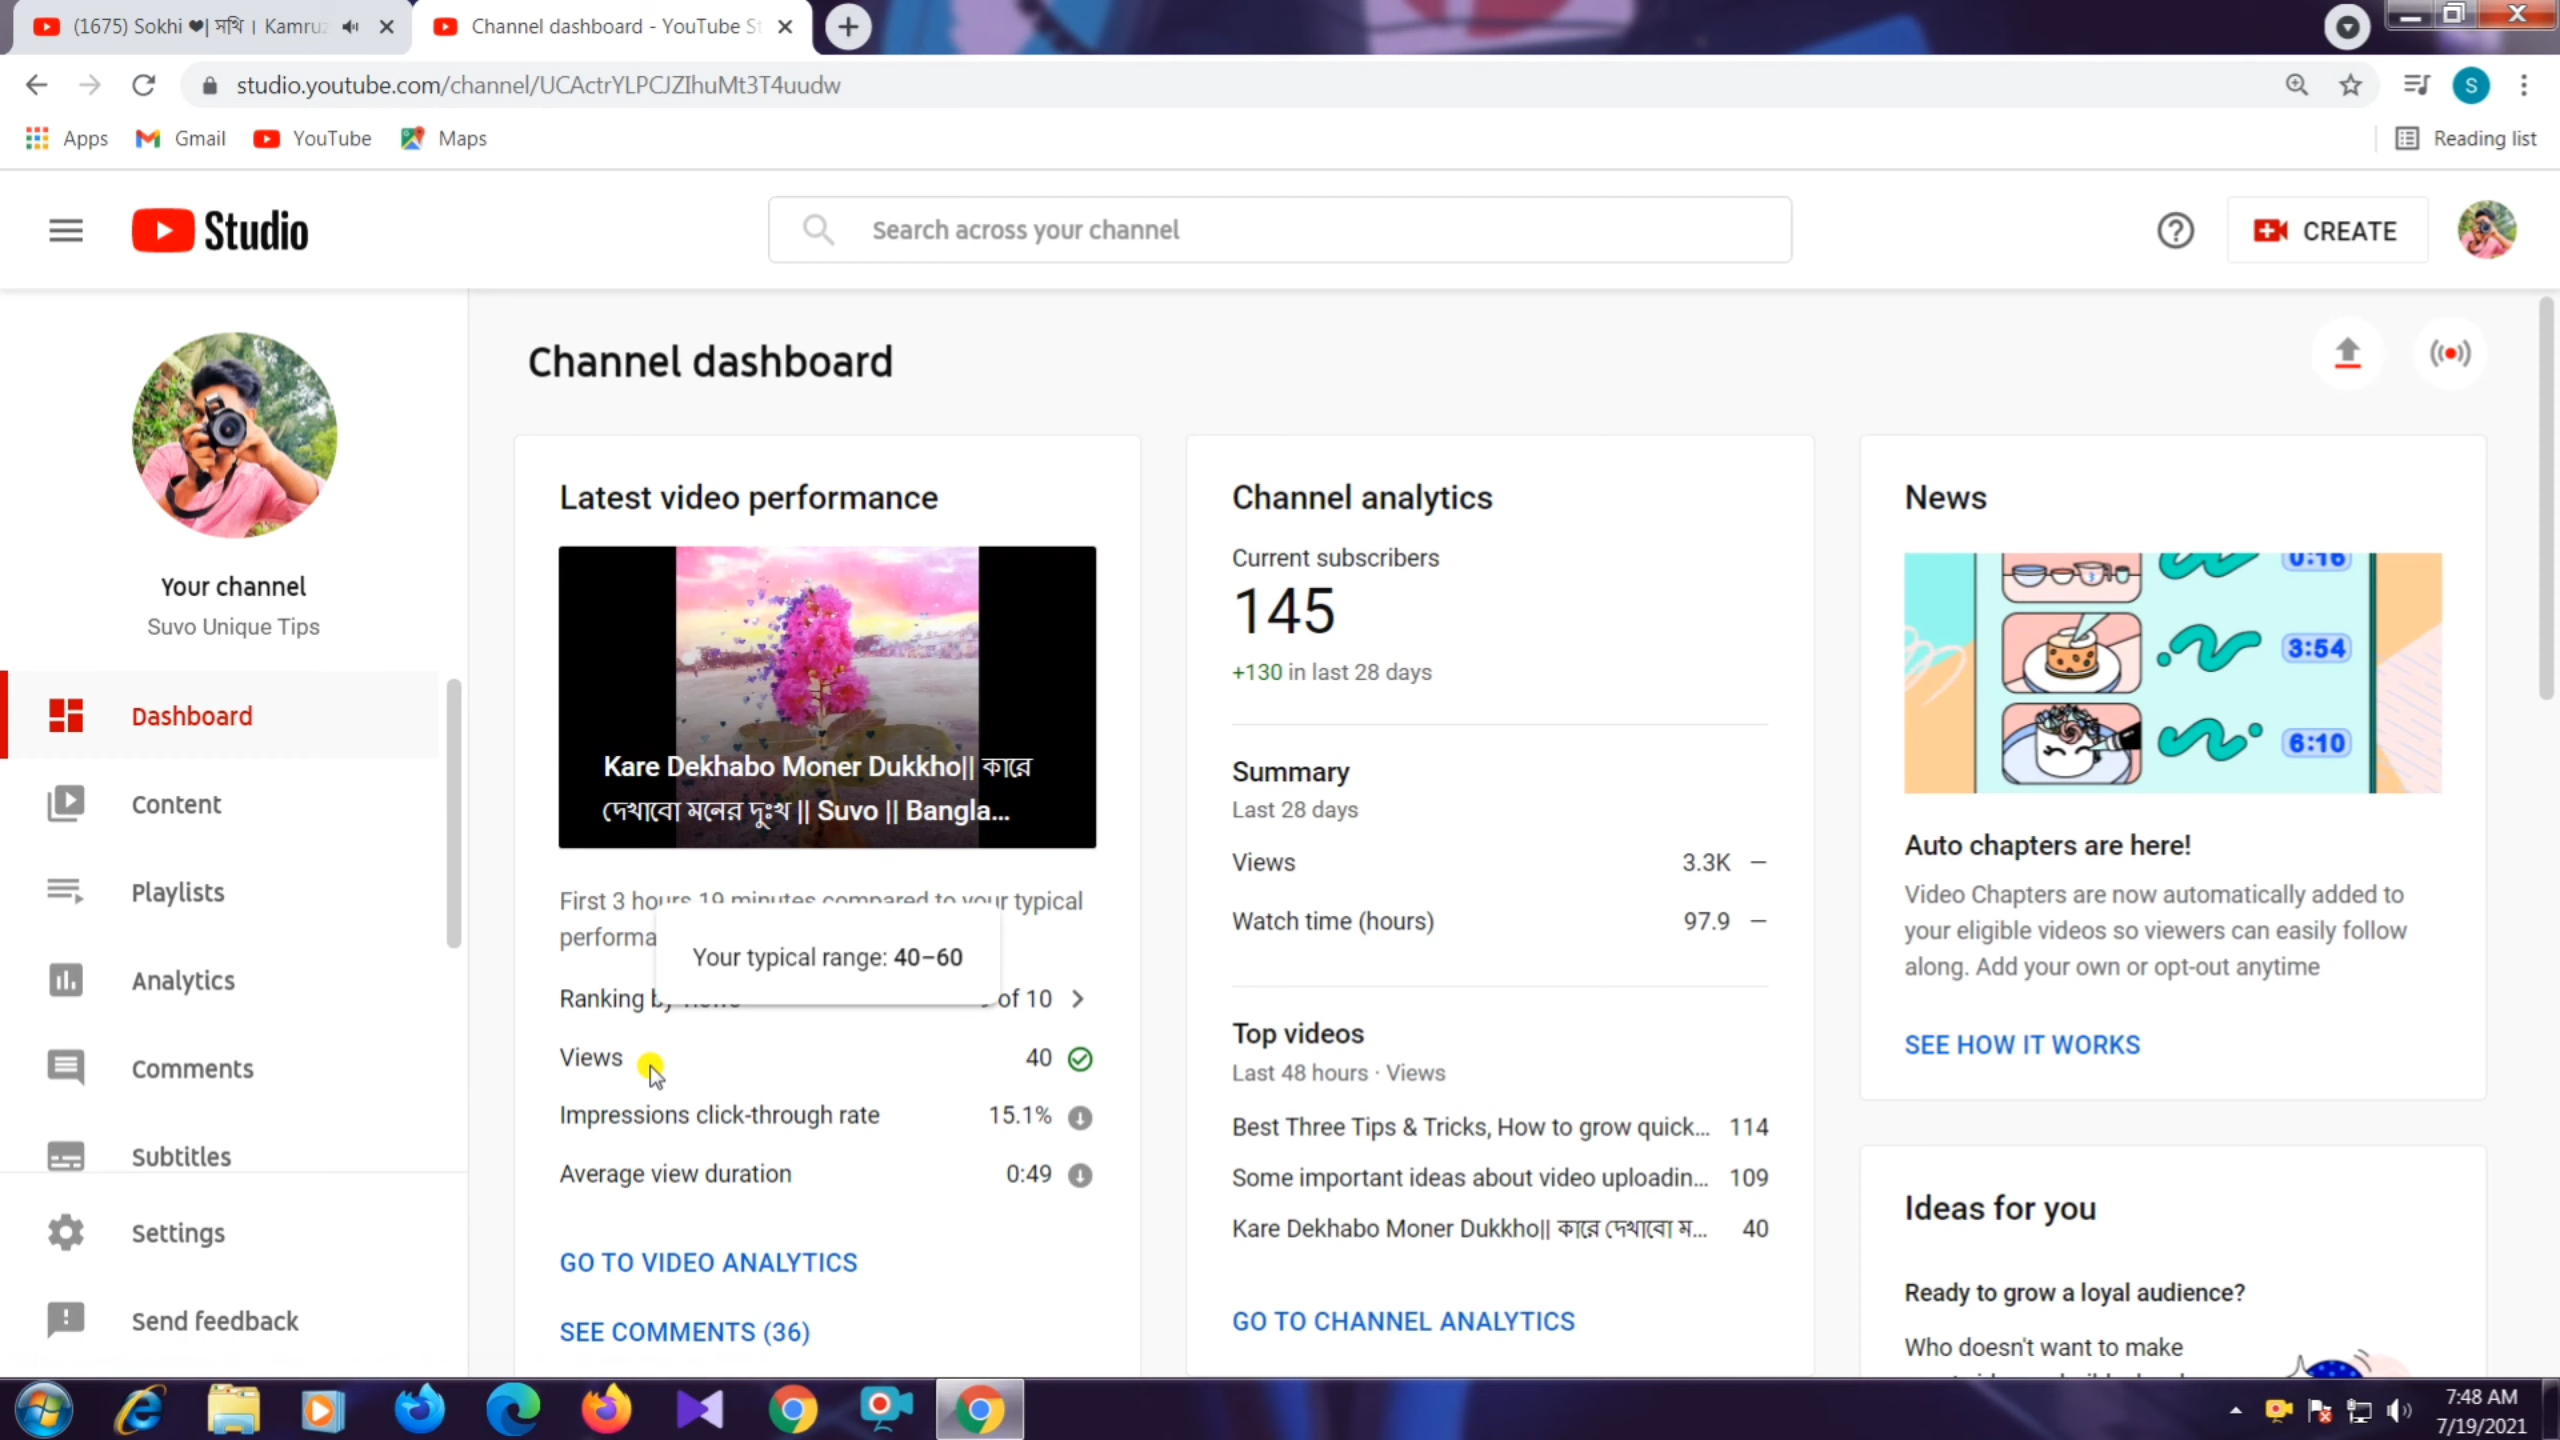 (1675) Sokhi ❤| সখি । Kamruz
Channel dashboard - YouTube St
studio.youtube.com/channel/UCActrYLPCJZIhuMt3T4uudw
S
Apps
Gmail
YouTube
Maps
Reading list
Studio
Search across your channel
CREATE
Your channel
Suvo Unique Tips
Dashboard
Content
Playlists
Analytics
Comments
Subtitles
Settings
Send feedback
Channel dashboard
Latest video performance
Kare Dekhabo Moner Dukkho|| কারে
দেখাবো মনের দুঃখ || Suvo || Bangla...
First 3 hours 19 minutes compared to your typical
performa
Your typical range: 40–60
Ranking by views of 10
Views 40
Impressions click-through rate 15.1%
Average view duration 0:49
GO TO VIDEO ANALYTICS
SEE COMMENTS (36)
Channel analytics
Current subscribers
145
+130 in last 28 days
Summary
Last 28 days
Views 3.3K —
Watch time (hours) 97.9 —
Top videos
Last 48 hours · Views
Best Three Tips & Tricks, How to grow quick... 114
Some important ideas about video uploadin... 109
Kare Dekhabo Moner Dukkho|| কারে দেখাবো ম... 40
GO TO CHANNEL ANALYTICS
News
0:16
3:54
6:10
Auto chapters are here!
Video Chapters are now automatically added to
your eligible videos so viewers can easily follow
along. Add your own or opt-out anytime
SEE HOW IT WORKS
Ideas for you
Ready to grow a loyal audience?
Who doesn't want to make
7:48 AM
7/19/2021